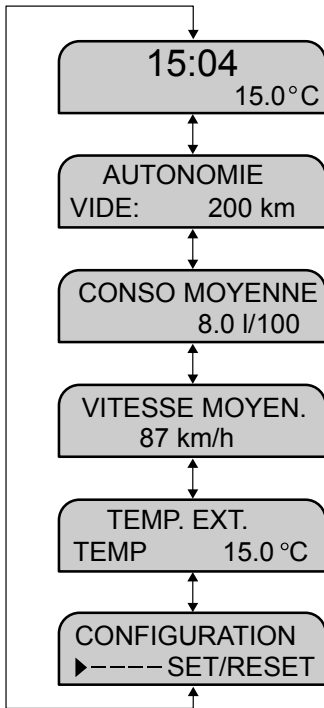 15:04
15.0°C
AUTONOMIE
VIDE: 200 km
CONSO MOYENNE
8.0 l/100
VITESSE MOYEN.
87 km/h
TEMP. EXT.
TEMP 15.0 °C
CONFIGURATION
▶---- SET/RESET